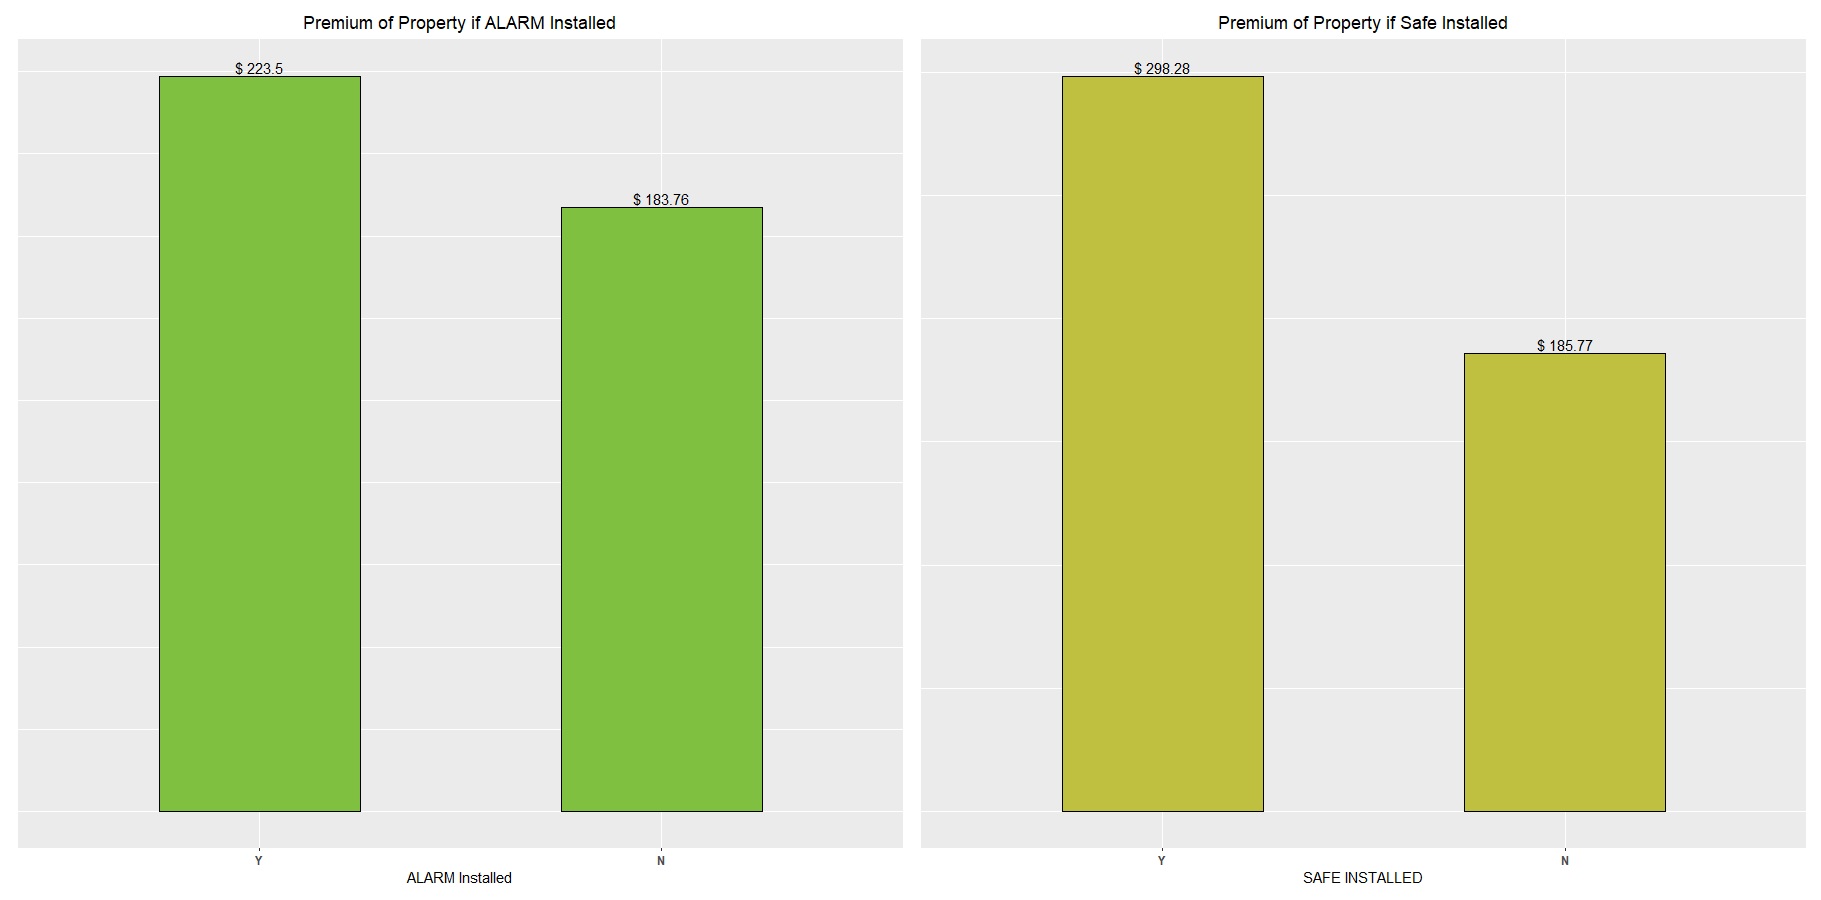 Premium of Property if ALARM Installed
$ 223.5
$ 183.76
Y
N
ALARM Installed
Premium of Property if Safe Installed
$ 298.28
$ 185.77
Y
N
SAFE INSTALLED